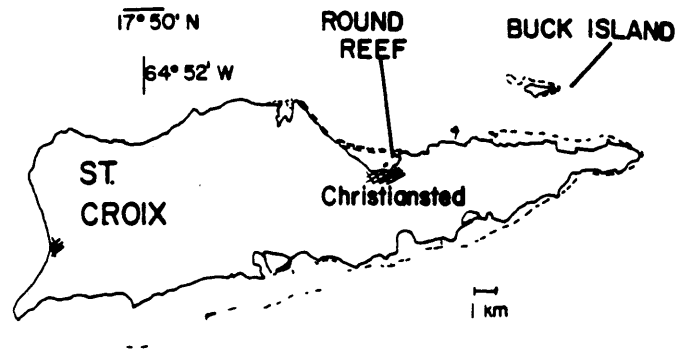 17° 50' N
64° 52' W
ROUND
REEF
BUCK ISLAND
ST.
CROIX
Christiansted
1 km